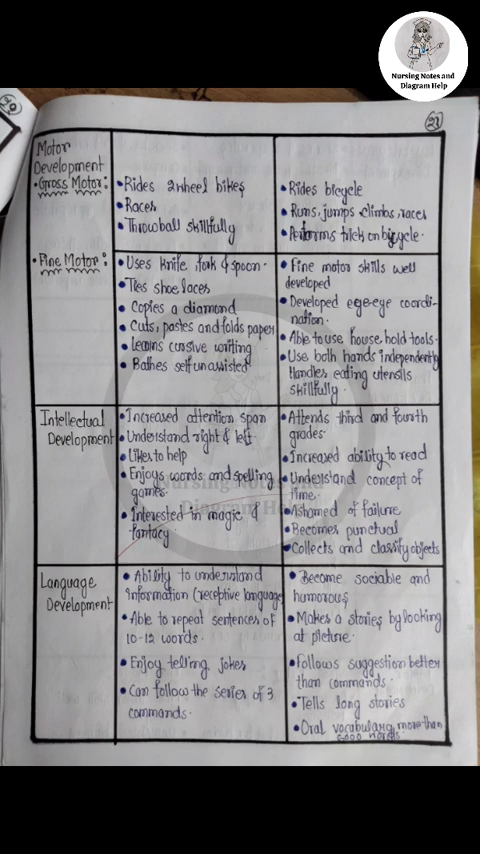 Nursing Notes and
Diagram Help
29
Motor
Development
•Gross Motor:
•Rides 2 wheel bikes
•Races
•Throwball skillfully
•Rides bicycle
•Runs, jumps climbs, races
•Performs trick on bicycle.
•Fine Motor:
•Uses knife, fork & spoon.
•Ties shoe laces
•Copies a diamond
•Cuts, pastes and folds paper
•Learns cursive writing
•Bathes self unassisted
•Fine motor skills well
developed
•Developed ege-eye coordi-
nation.
•Able to use house hold tools.
•Use both hands independently
Handles eating utensils
skillfully.
Intellectual
Development
•Increased attention span
•Understand right & left.
•Likes to help
•Enjoys words and spelling
games.
•Interested in magic &
fantacy
•Attends third and fourth
grades.
•Increased ability to read
•Understand concept of
time.
•Ashamed of failure
•Becomes punctual
•Collects and classify objects
Language
Development
•Ability to understand
information (receptive language)
•Able to repeat sentences of
10-12 words.
•Enjoy telling jokes
•Can follow the series of 3
commands.
•Become sociable and
humorous
•Makes a stories by looking
at picture.
•Follows suggestion better
than commands.
•Tells long stories
•Oral vocabulary more than
words.
Nursing Notes and
Diagram Help